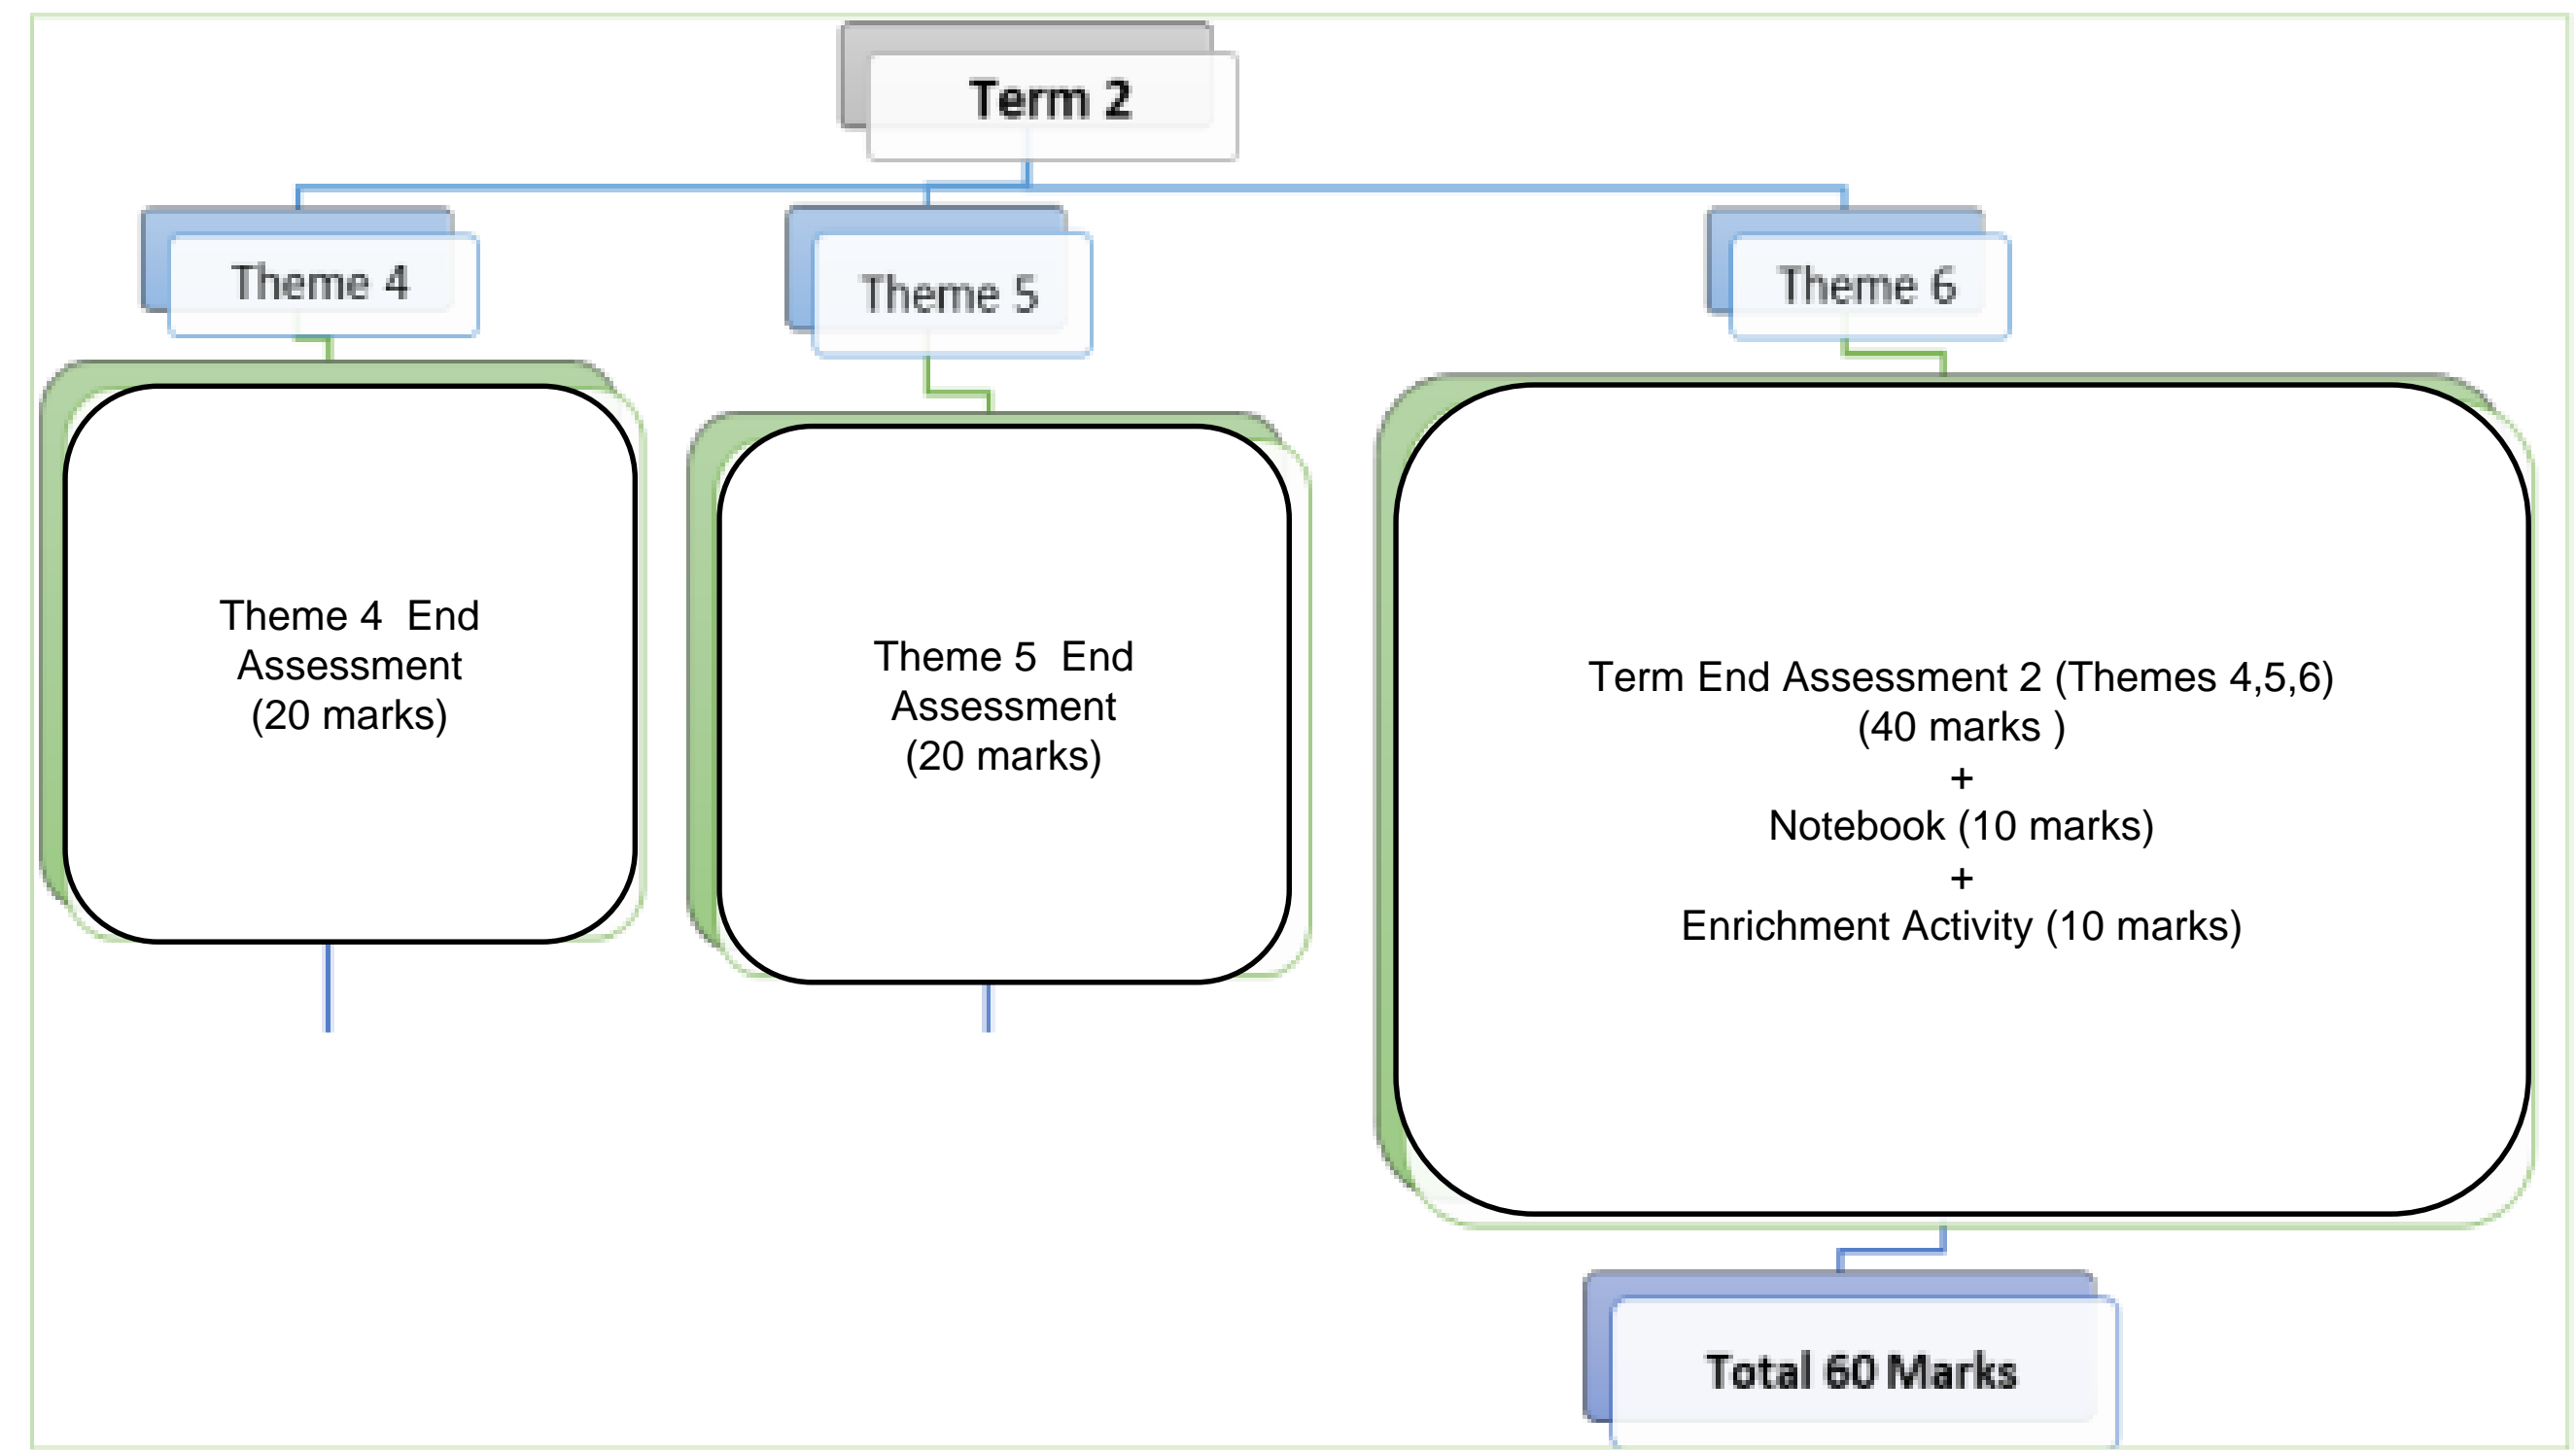 Term 2
Theme 4
Theme 5
Theme 6
Theme 4  End
Assessment
(20 marks)
Theme 5  End
Assessment
(20 marks)
Term End Assessment 2 (Themes 4,5,6)
(40 marks )
+
Notebook (10 marks)
+
Enrichment Activity (10 marks)
Total 60 Marks